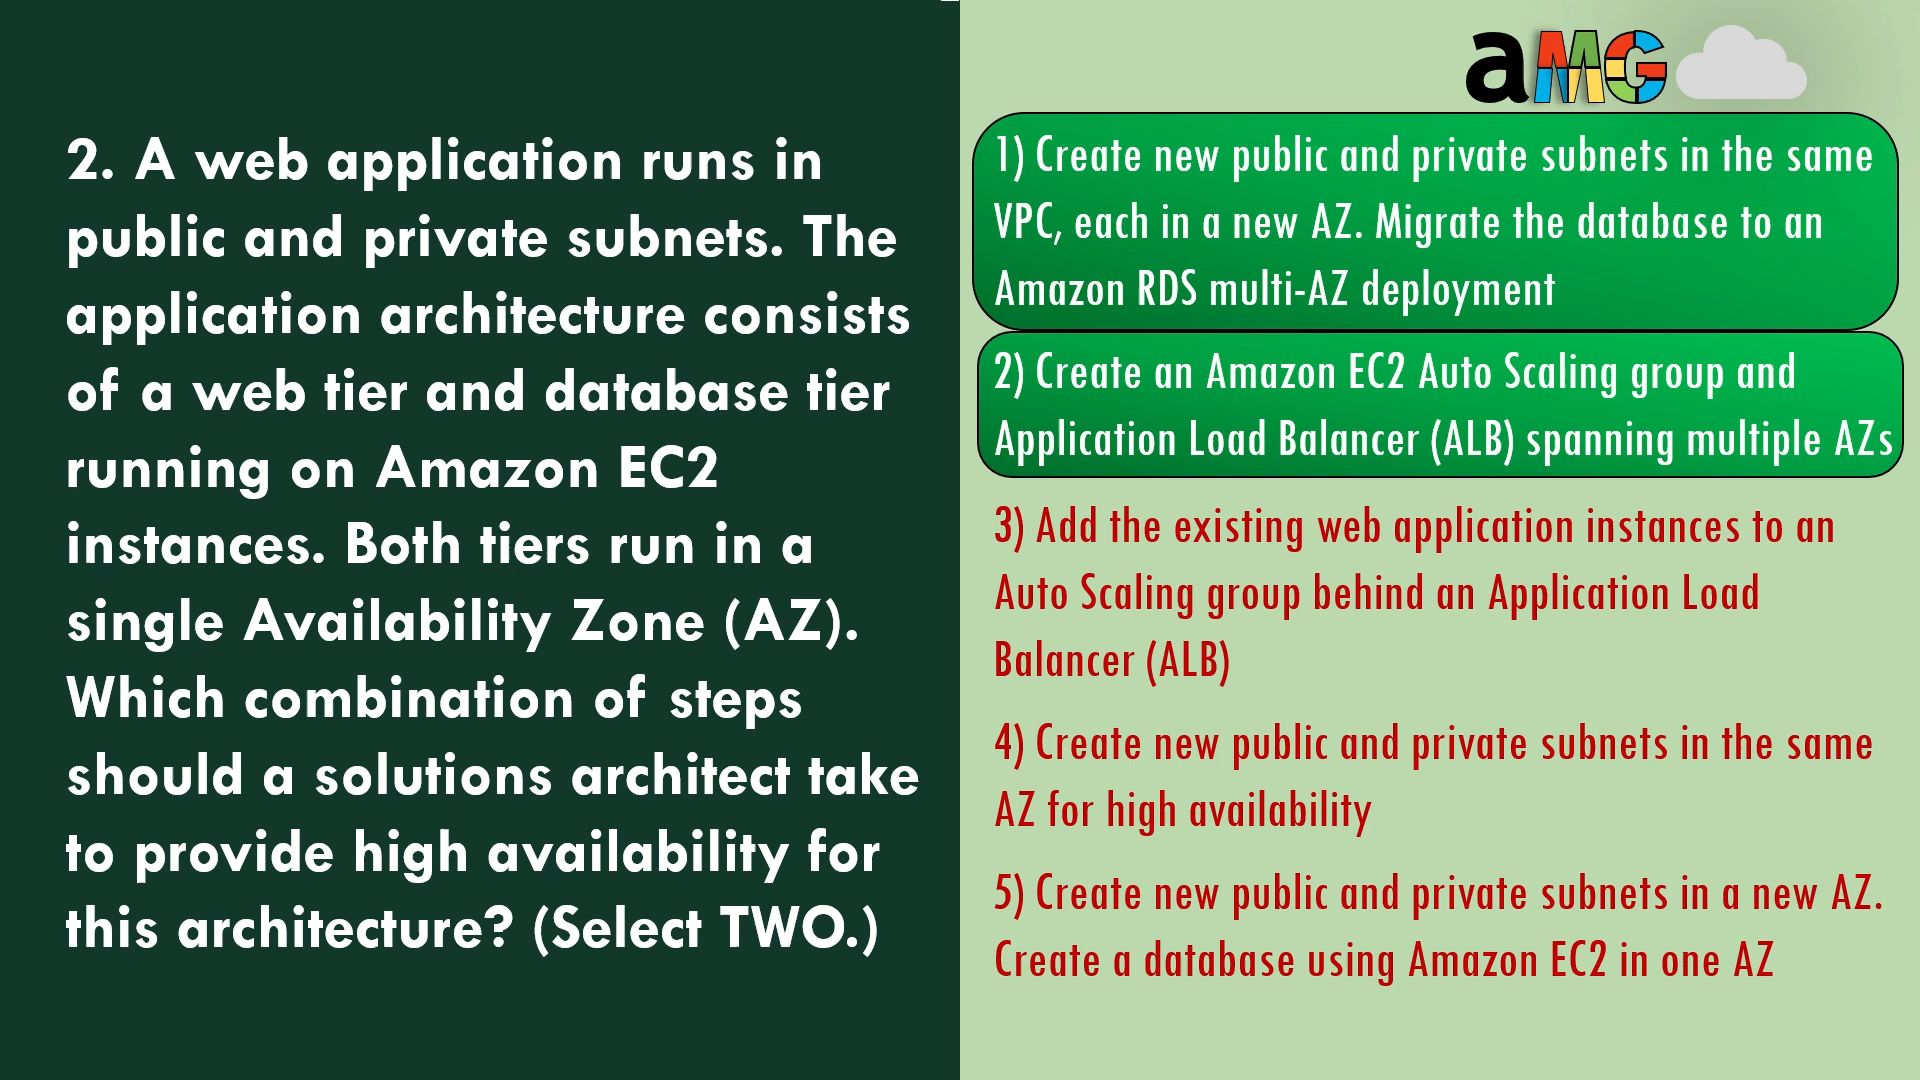 2. A web application runs in
public and private subnets. The
application architecture consists
of a web tier and database tier
running on Amazon EC2
instances. Both tiers run in a
single Availability Zone (AZ).
Which combination of steps
should a solutions architect take
to provide high availability for
this architecture? (Select TWO.)
aMG
1) Create new public and private subnets in the same
VPC, each in a new AZ. Migrate the database to an
Amazon RDS multi-AZ deployment
2) Create an Amazon EC2 Auto Scaling group and
Application Load Balancer (ALB) spanning multiple AZs
3) Add the existing web application instances to an
Auto Scaling group behind an Application Load
Balancer (ALB)
4) Create new public and private subnets in the same
AZ for high availability
5) Create new public and private subnets in a new AZ.
Create a database using Amazon EC2 in one AZ